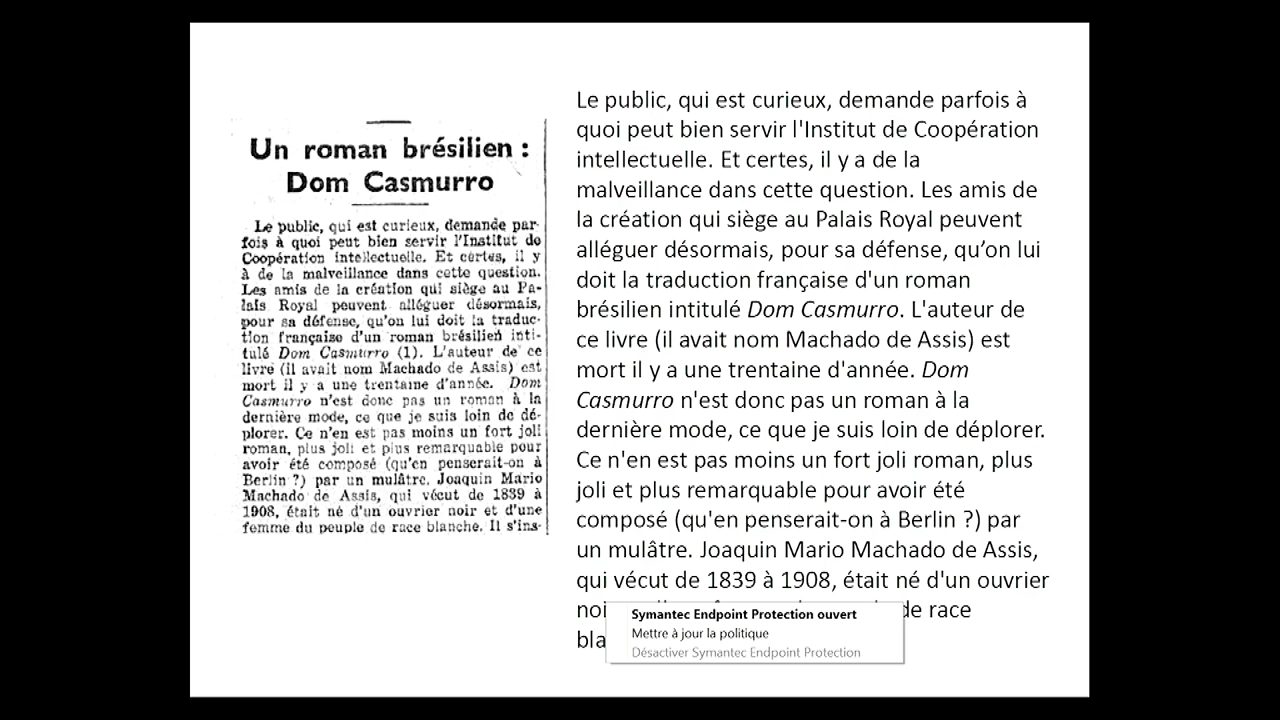 Un roman brésilien :
Dom Casmurro
Le public, qui est curieux, demande par-
fois à quoi peut bien servir l'Institut de
Coopération intellectuelle. Et certes, il y
à de la malveillance dans cette question.
Les amis de la création qui siège au Pa-
lais Royal peuvent alléguer désormais,
pour sa défense, qu'on lui doit la traduc-
tion française d'un roman brésilien inti-
tulé Dom Casmurro (1). L'auteur de ce
livre (il avait nom Machado de Assis) est
mort il y a une trentaine d'année. Dom
Casmurro n'est donc pas un roman à la
dernière mode, ce que je suis loin de dé-
plorer. Ce n'en est pas moins un fort joli
roman, plus joli et plus remarquable pour
avoir été composé (qu'en penserait-on à
Berlin ?) par un mulâtre. Joaquin Mario
Machado de Assis, qui vécut de 1839 à
1908, était né d'un ouvrier noir et d'une
femme du peuple de race blanche. Il s'ins-
Le public, qui est curieux, demande parfois à
quoi peut bien servir l'Institut de Coopération
intellectuelle. Et certes, il y a de la
malveillance dans cette question. Les amis de
la création qui siège au Palais Royal peuvent
alléguer désormais, pour sa défense, qu’on lui
doit la traduction française d'un roman
brésilien intitulé Dom Casmurro. L'auteur de
ce livre (il avait nom Machado de Assis) est
mort il y a une trentaine d'année. Dom
Casmurro n'est donc pas un roman à la
dernière mode, ce que je suis loin de déplorer.
Ce n'en est pas moins un fort joli roman, plus
joli et plus remarquable pour avoir été
composé (qu'en penserait-on à Berlin ?) par
un mulâtre. Joaquin Mario Machado de Assis,
qui vécut de 1839 à 1908, était né d'un ouvrier
noi de race
bla
Symantec Endpoint Protection ouvert
Mettre à jour la politique
Désactiver Symantec Endpoint Protection